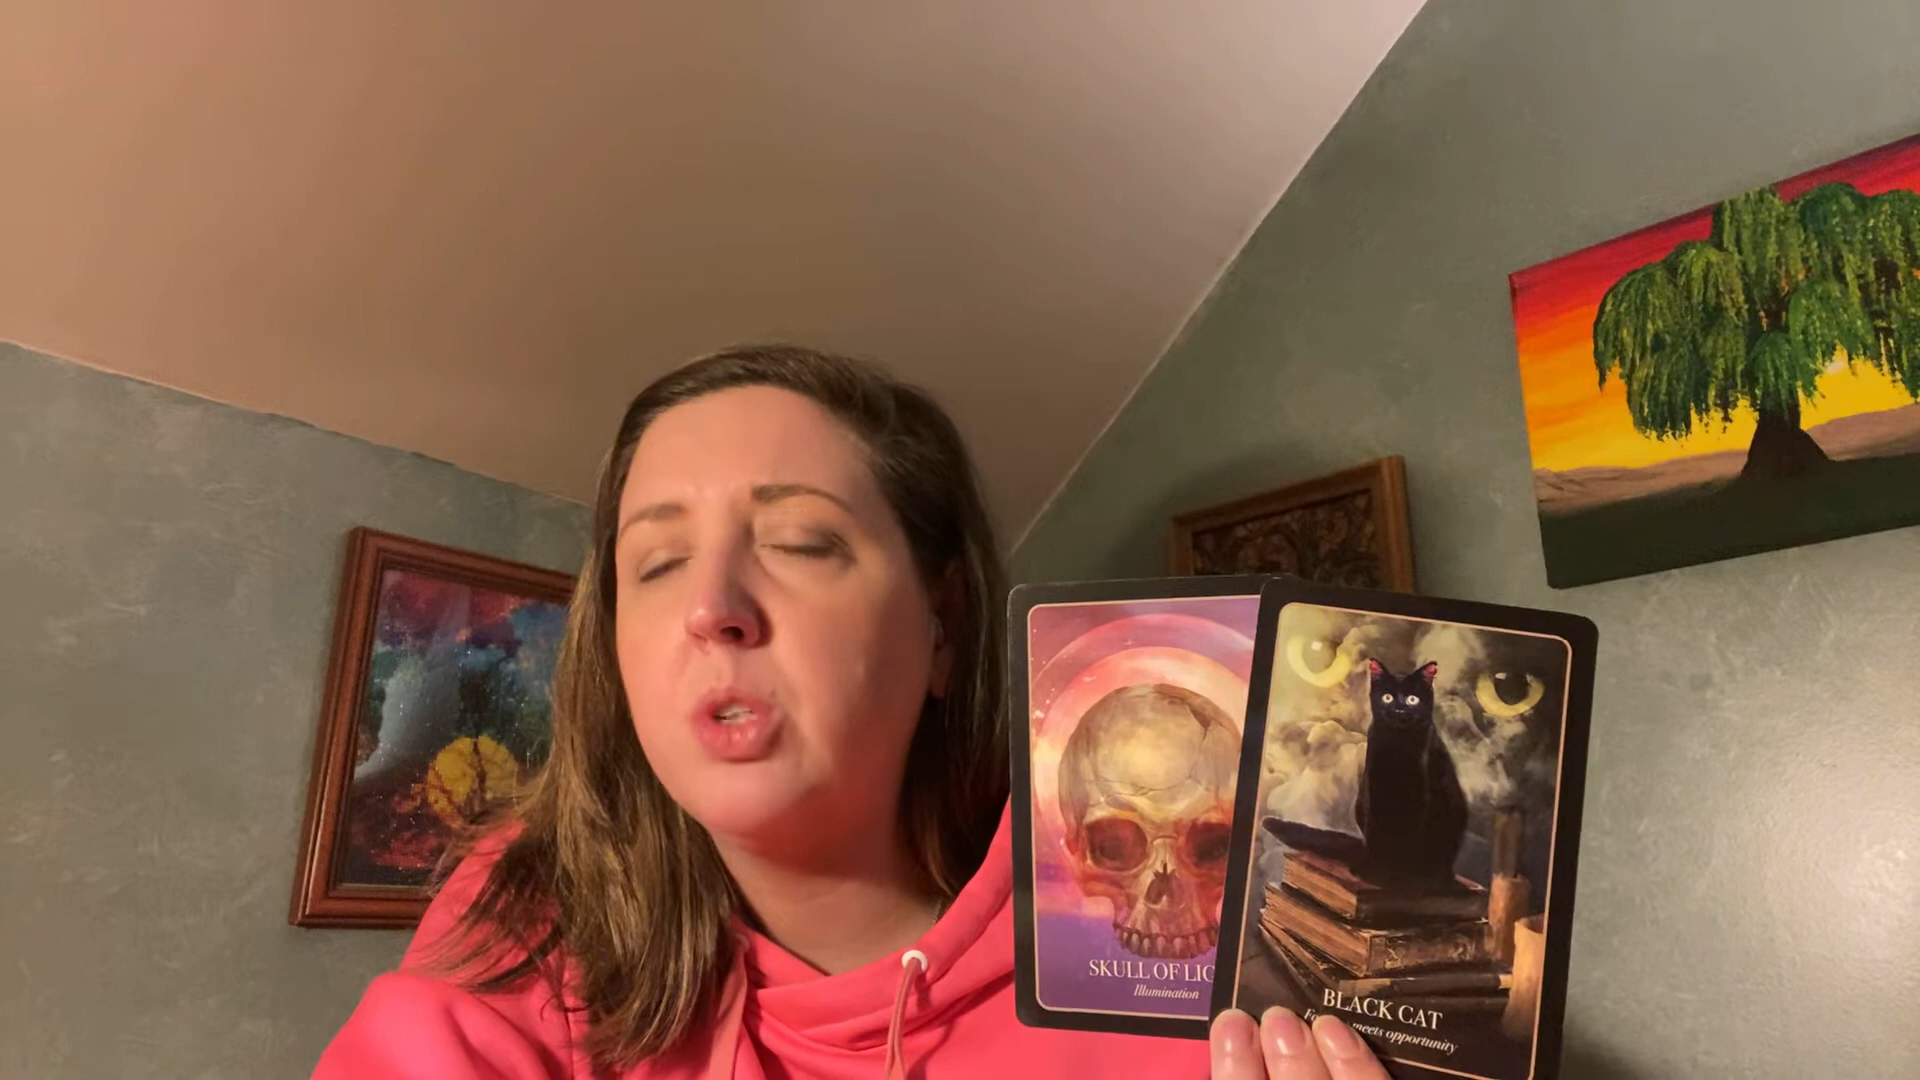 SKULL OF LIG
Illumination
BLACK CAT
meets opportunity